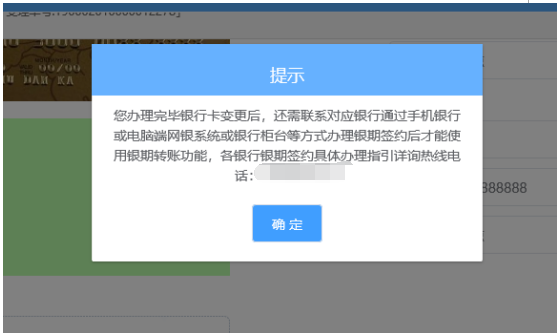 提示
您办理完毕银行卡变更后，还需联系对应银行通过手机银行
或电脑端网银系统或银行柜台等方式办理银期签约后才能使
用银期转账功能，各银行银期签约具体办理指引详询热线电
话：
888888
确 定